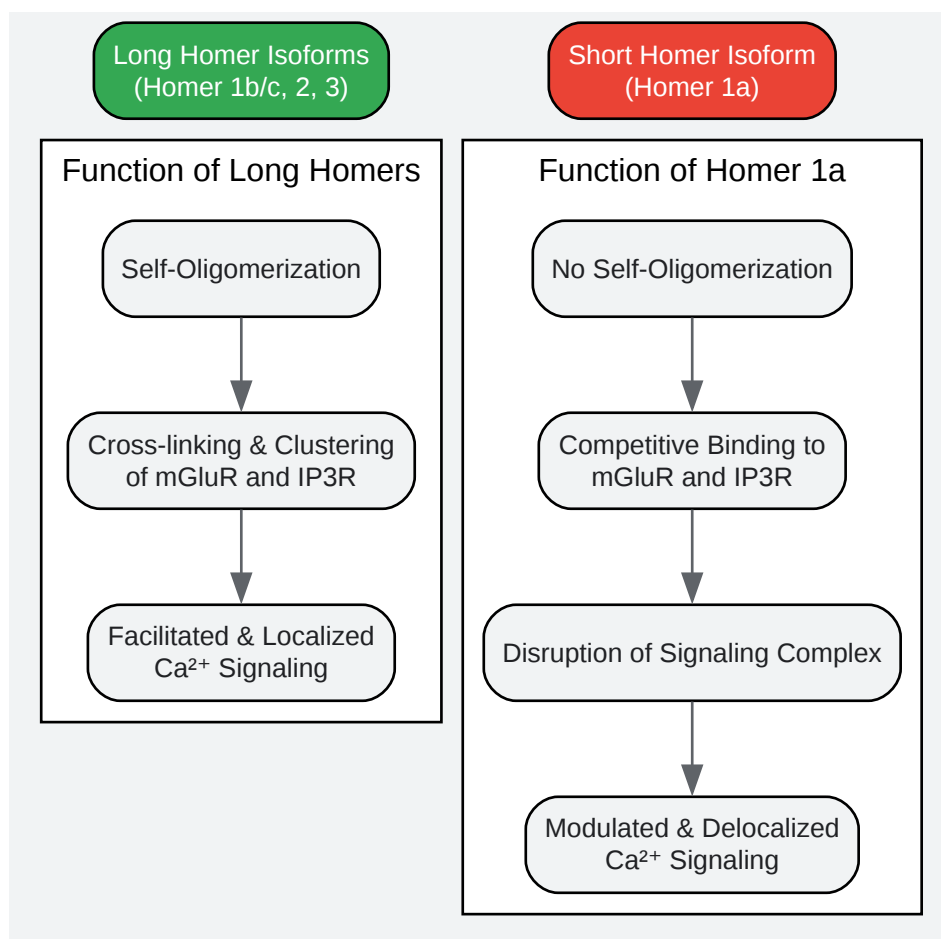 Long Homer Isoforms
(Homer 1b/c, 2, 3)
Short Homer Isoform
(Homer 1a)
Function of Long Homers
Self-Oligomerization
Cross-linking & Clustering
of mGluR and IP3R
Facilitated & Localized
Ca²⁺ Signaling
Function of Homer 1a
No Self-Oligomerization
Competitive Binding to
mGluR and IP3R
Disruption of Signaling Complex
Modulated & Delocalized
Ca²⁺ Signaling